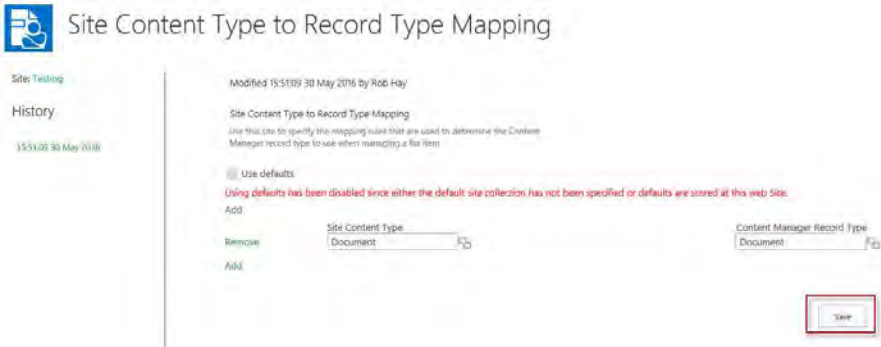 Site Content Type to Record Type Mapping
Site: Testing
History
15:51:09 30 May 2016
Modified 15:51:09 30 May 2016 by Rob Hay
Site Content Type to Record Type Mapping
Use this site to specify the mapping rules that are used to determine the Content
Manager record type to use when managing a list item
Use defaults
Using defaults has been disabled since either the default site collection has not been specified or defaults are stored at this web Site.
Add
Site Content Type
Content Manager Record Type
Remove
Document
Document
Add
Save